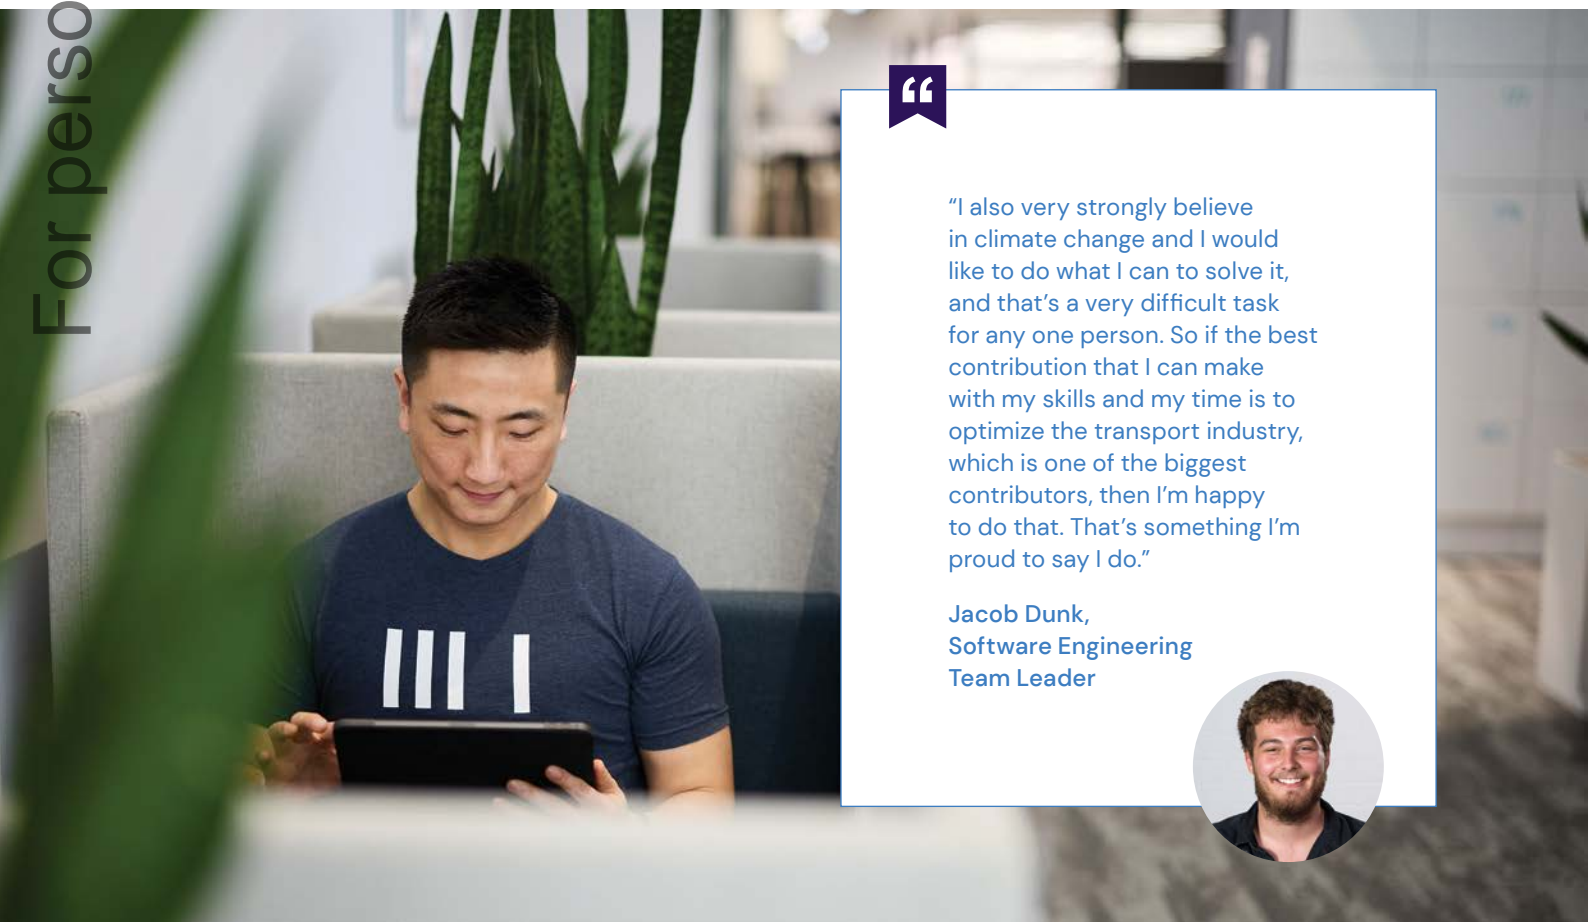 For perso
“I also very strongly believe
in climate change and I would
like to do what I can to solve it,
and that’s a very difficult task
for any one person. So if the best
contribution that I can make
with my skills and my time is to
optimize the transport industry,
which is one of the biggest
contributors, then I’m happy
to do that. That’s something I’m
proud to say I do.”
Jacob Dunk,
Software Engineering
Team Leader